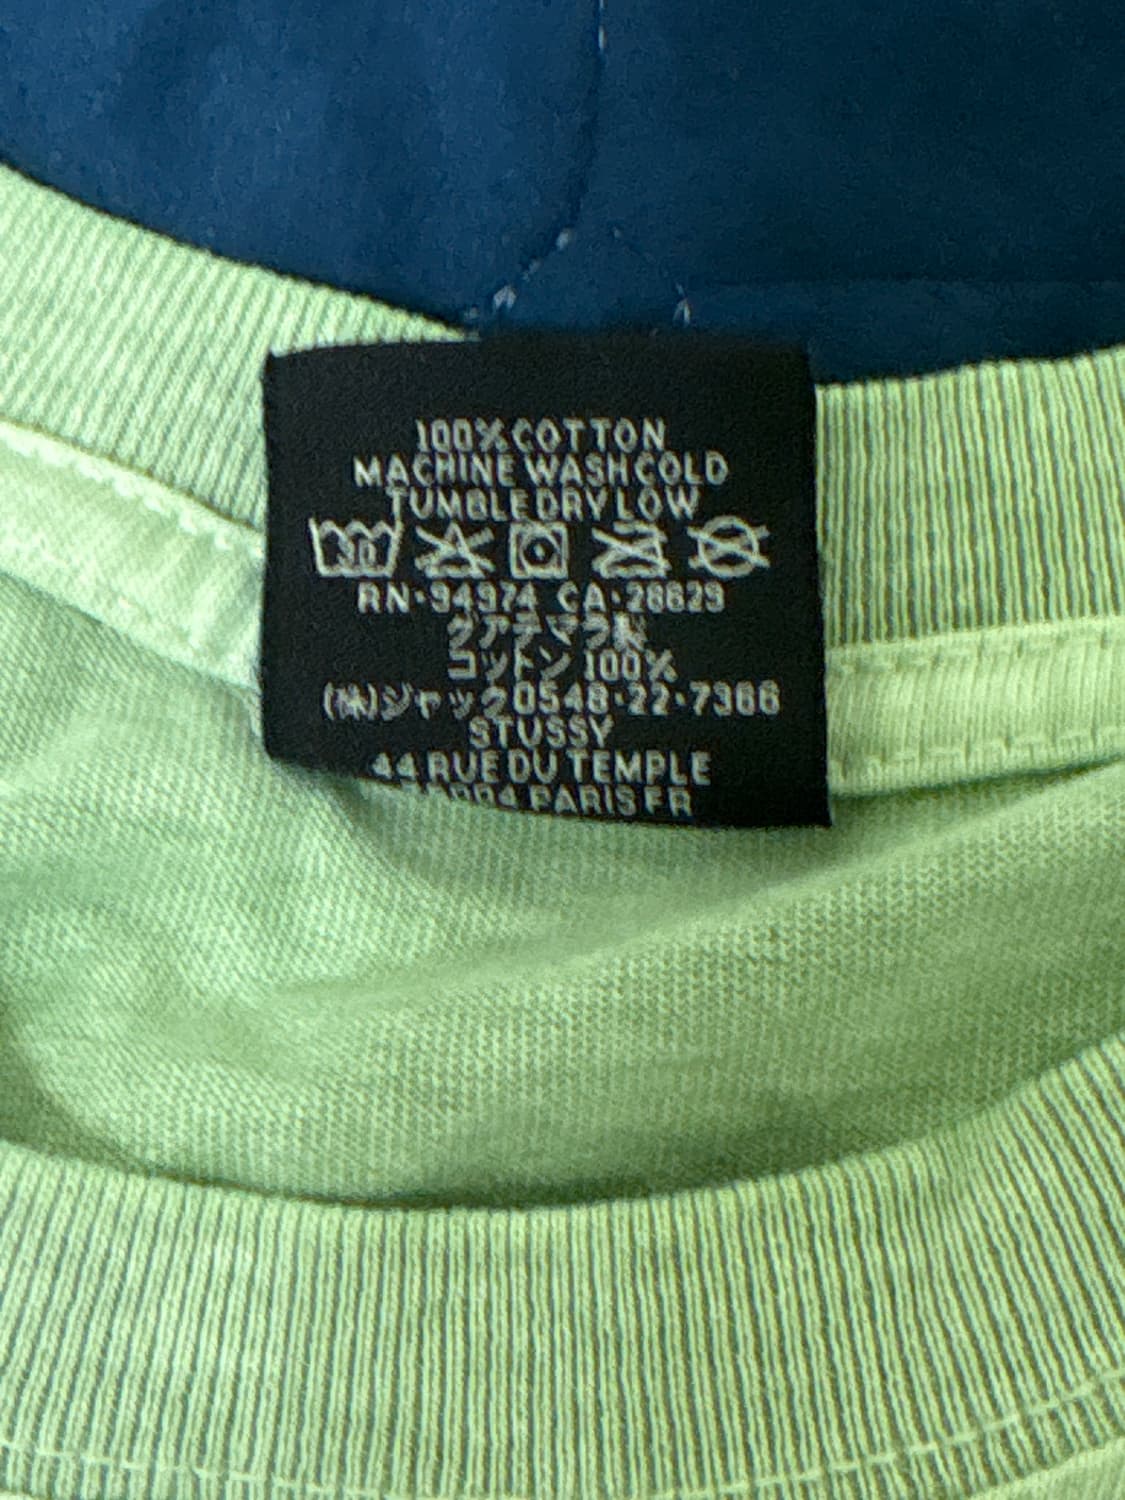 100% COTTON
MACHINE WASH COLD
TUMBLE DRY LOW
30
RN·94974 CA·28629
グアテマラ製
コットン 100%
(株)ジャック0548·22·7366
STUSSY
44 RUE DU TEMPLE
PARIS FR